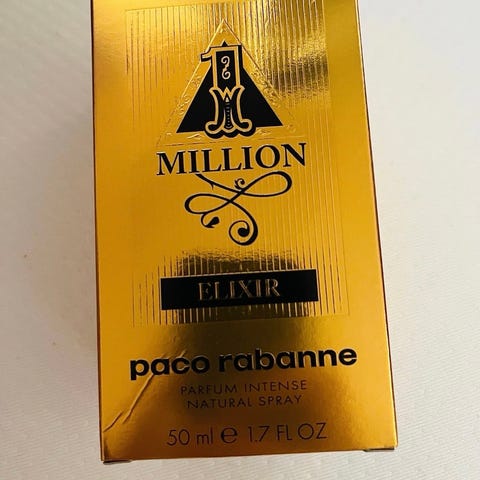 1
MILLION
ELIXIR
paco rabanne
PARFUM INTENSE
NATURAL SPRAY
50 ml ℮ 1.7 FL OZ